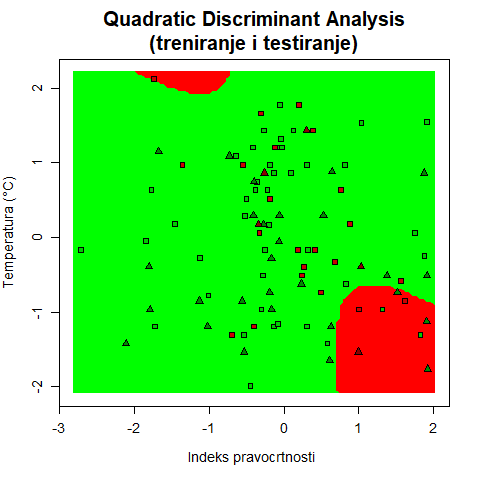 Quadratic Discriminant Analysis
(treniranje i testiranje)
Temperatura (°C)
2
1
0
-1
-2
-3
-2
-1
0
1
2
Indeks pravocrtnosti